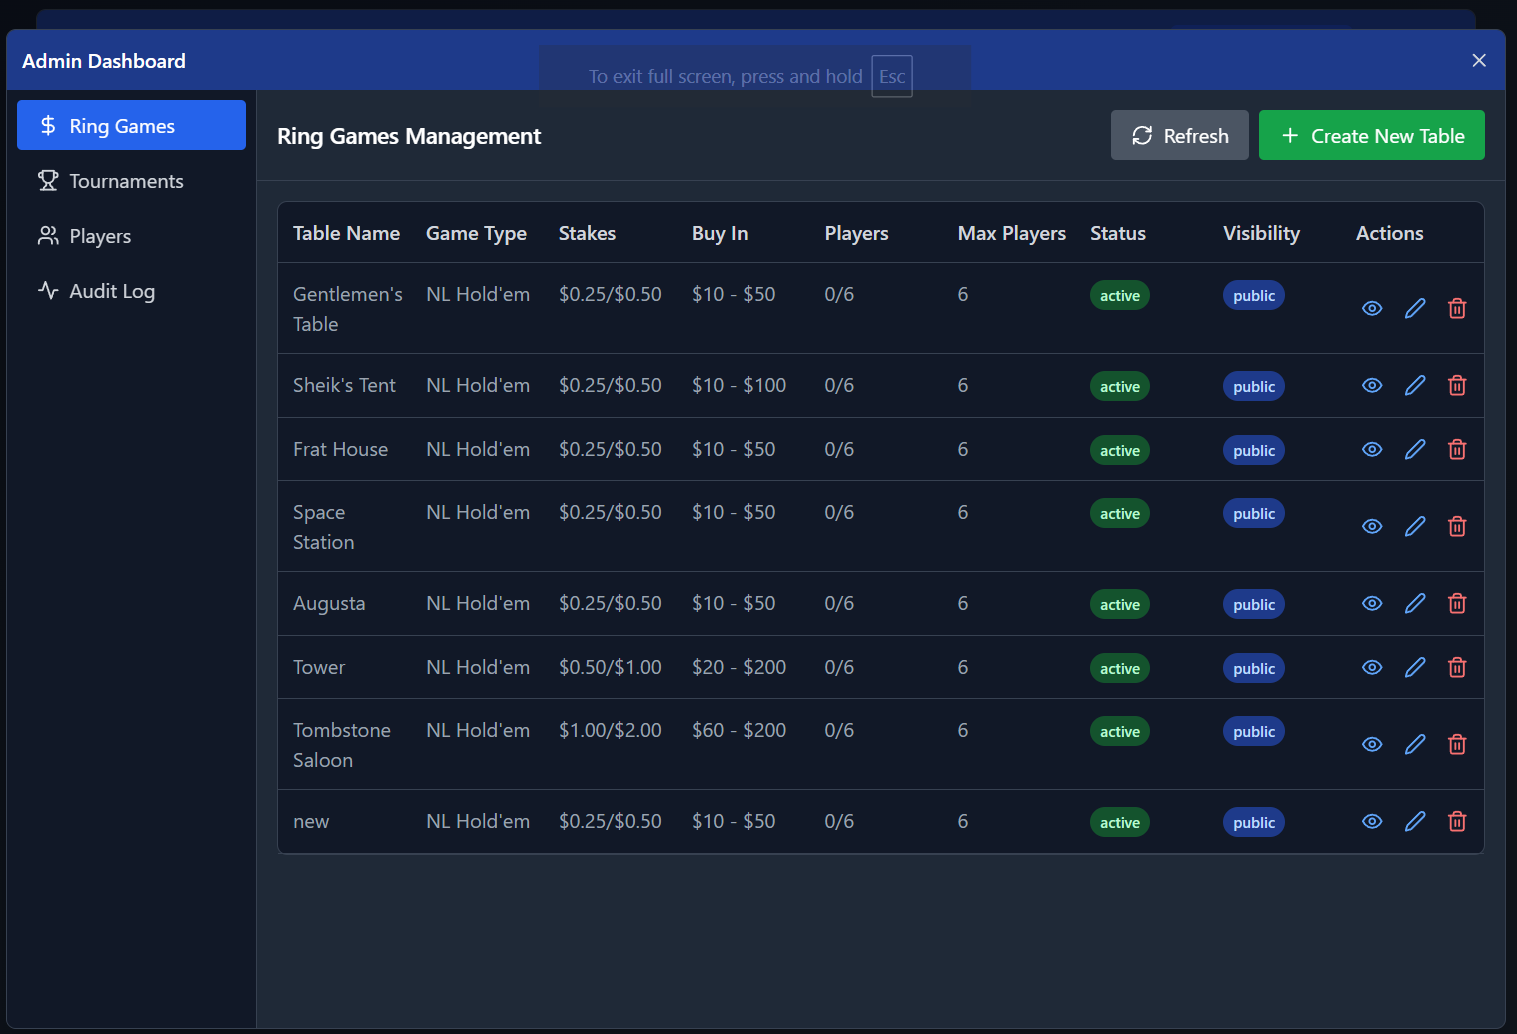 Admin Dashboard
To exit full screen, press and hold Esc
Ring Games
Tournaments
Players
Audit Log
Ring Games Management
Refresh
Create New Table
Table Name Game Type Stakes Buy In Players Max Players Status Visibility Actions
Gentlemen's NL Hold'em $0.25/$0.50 $10 - $50 0/6 6 active public
Table
Sheik's Tent NL Hold'em $0.25/$0.50 $10 - $100 0/6 6 active public
Frat House NL Hold'em $0.25/$0.50 $10 - $50 0/6 6 active public
Space NL Hold'em $0.25/$0.50 $10 - $50 0/6 6 active public
Station
Augusta NL Hold'em $0.25/$0.50 $10 - $50 0/6 6 active public
Tower NL Hold'em $0.50/$1.00 $20 - $200 0/6 6 active public
Tombstone NL Hold'em $1.00/$2.00 $60 - $200 0/6 6 active public
Saloon
new NL Hold'em $0.25/$0.50 $10 - $50 0/6 6 active public